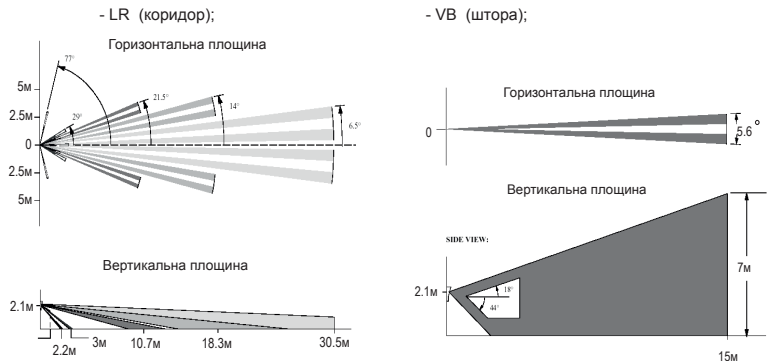 - LR (коридор);
Горизонтальна площина
77°
5м
2.5м
0
2.5м
5м
29°
21.5°
14°
6.5°
Вертикальна площина
2.1м
2.2м
3м
10.7м
18.3м
30.5м
- VB (штора);
Горизонтальна площина
0
5.6°
Вертикальна площина
SIDE VIEW:
2.1м
18°
44°
7м
15м